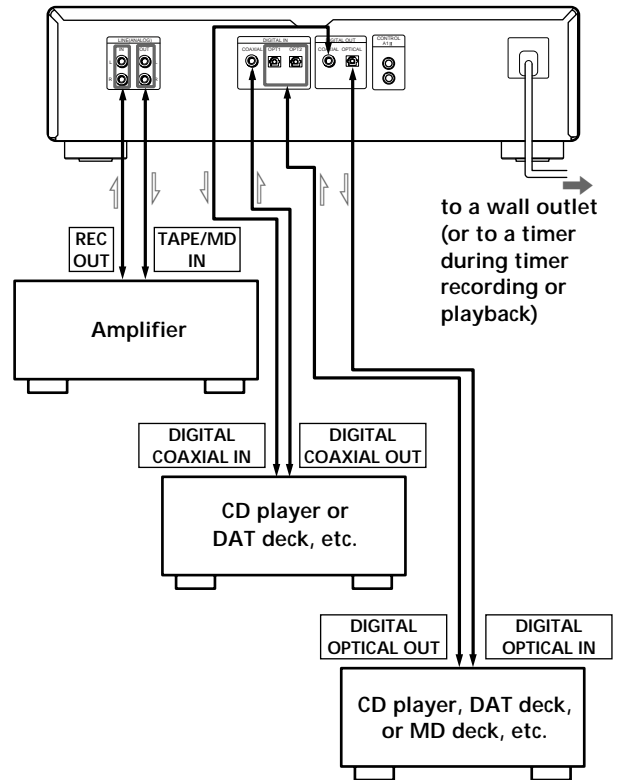 LINE(ANALOG)
IN OUT
L L
R R
DIGITAL IN
COAXIAL OPT1 OPT2
DIGITAL OUT
COAXIAL OPTICAL
CONTROL
to a wall outlet
(or to a timer
during timer
recording or
playback)
REC
OUT
TAPE/MD
IN
Amplifier
DIGITAL
COAXIAL IN
DIGITAL
COAXIAL OUT
CD player or
DAT deck, etc.
DIGITAL
OPTICAL OUT
DIGITAL
OPTICAL IN
CD player, DAT deck,
or MD deck, etc.